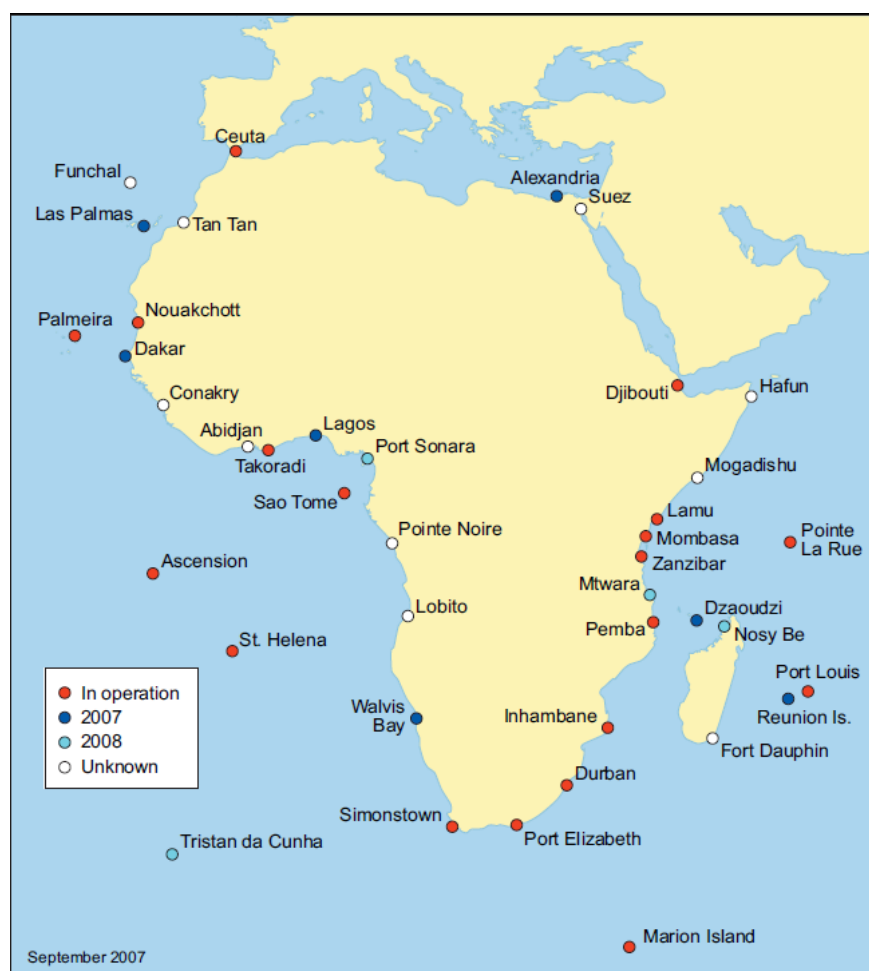 Ceuta
Funchal
Alexandria
Suez
Las Palmas
Tan Tan
Nouakchott
Palmeira
Dakar
Djibouti
Hafun
Conakry
Abidjan
Lagos
Port Sonara
Takoradi
Mogadishu
Sao Tome
Lamu
Pointe Noire
Mombasa
Pointe
La Rue
Zanzibar
Ascension
Mtwara
Lobito
Dzaoudzi
Pemba
Nosy Be
St. Helena
Port Louis
In operation
2007
2008
Unknown
Walvis
Bay
Inhambane
Reunion Is.
Fort Dauphin
Durban
Simonstown
Port Elizabeth
Tristan da Cunha
Marion Island
September 2007